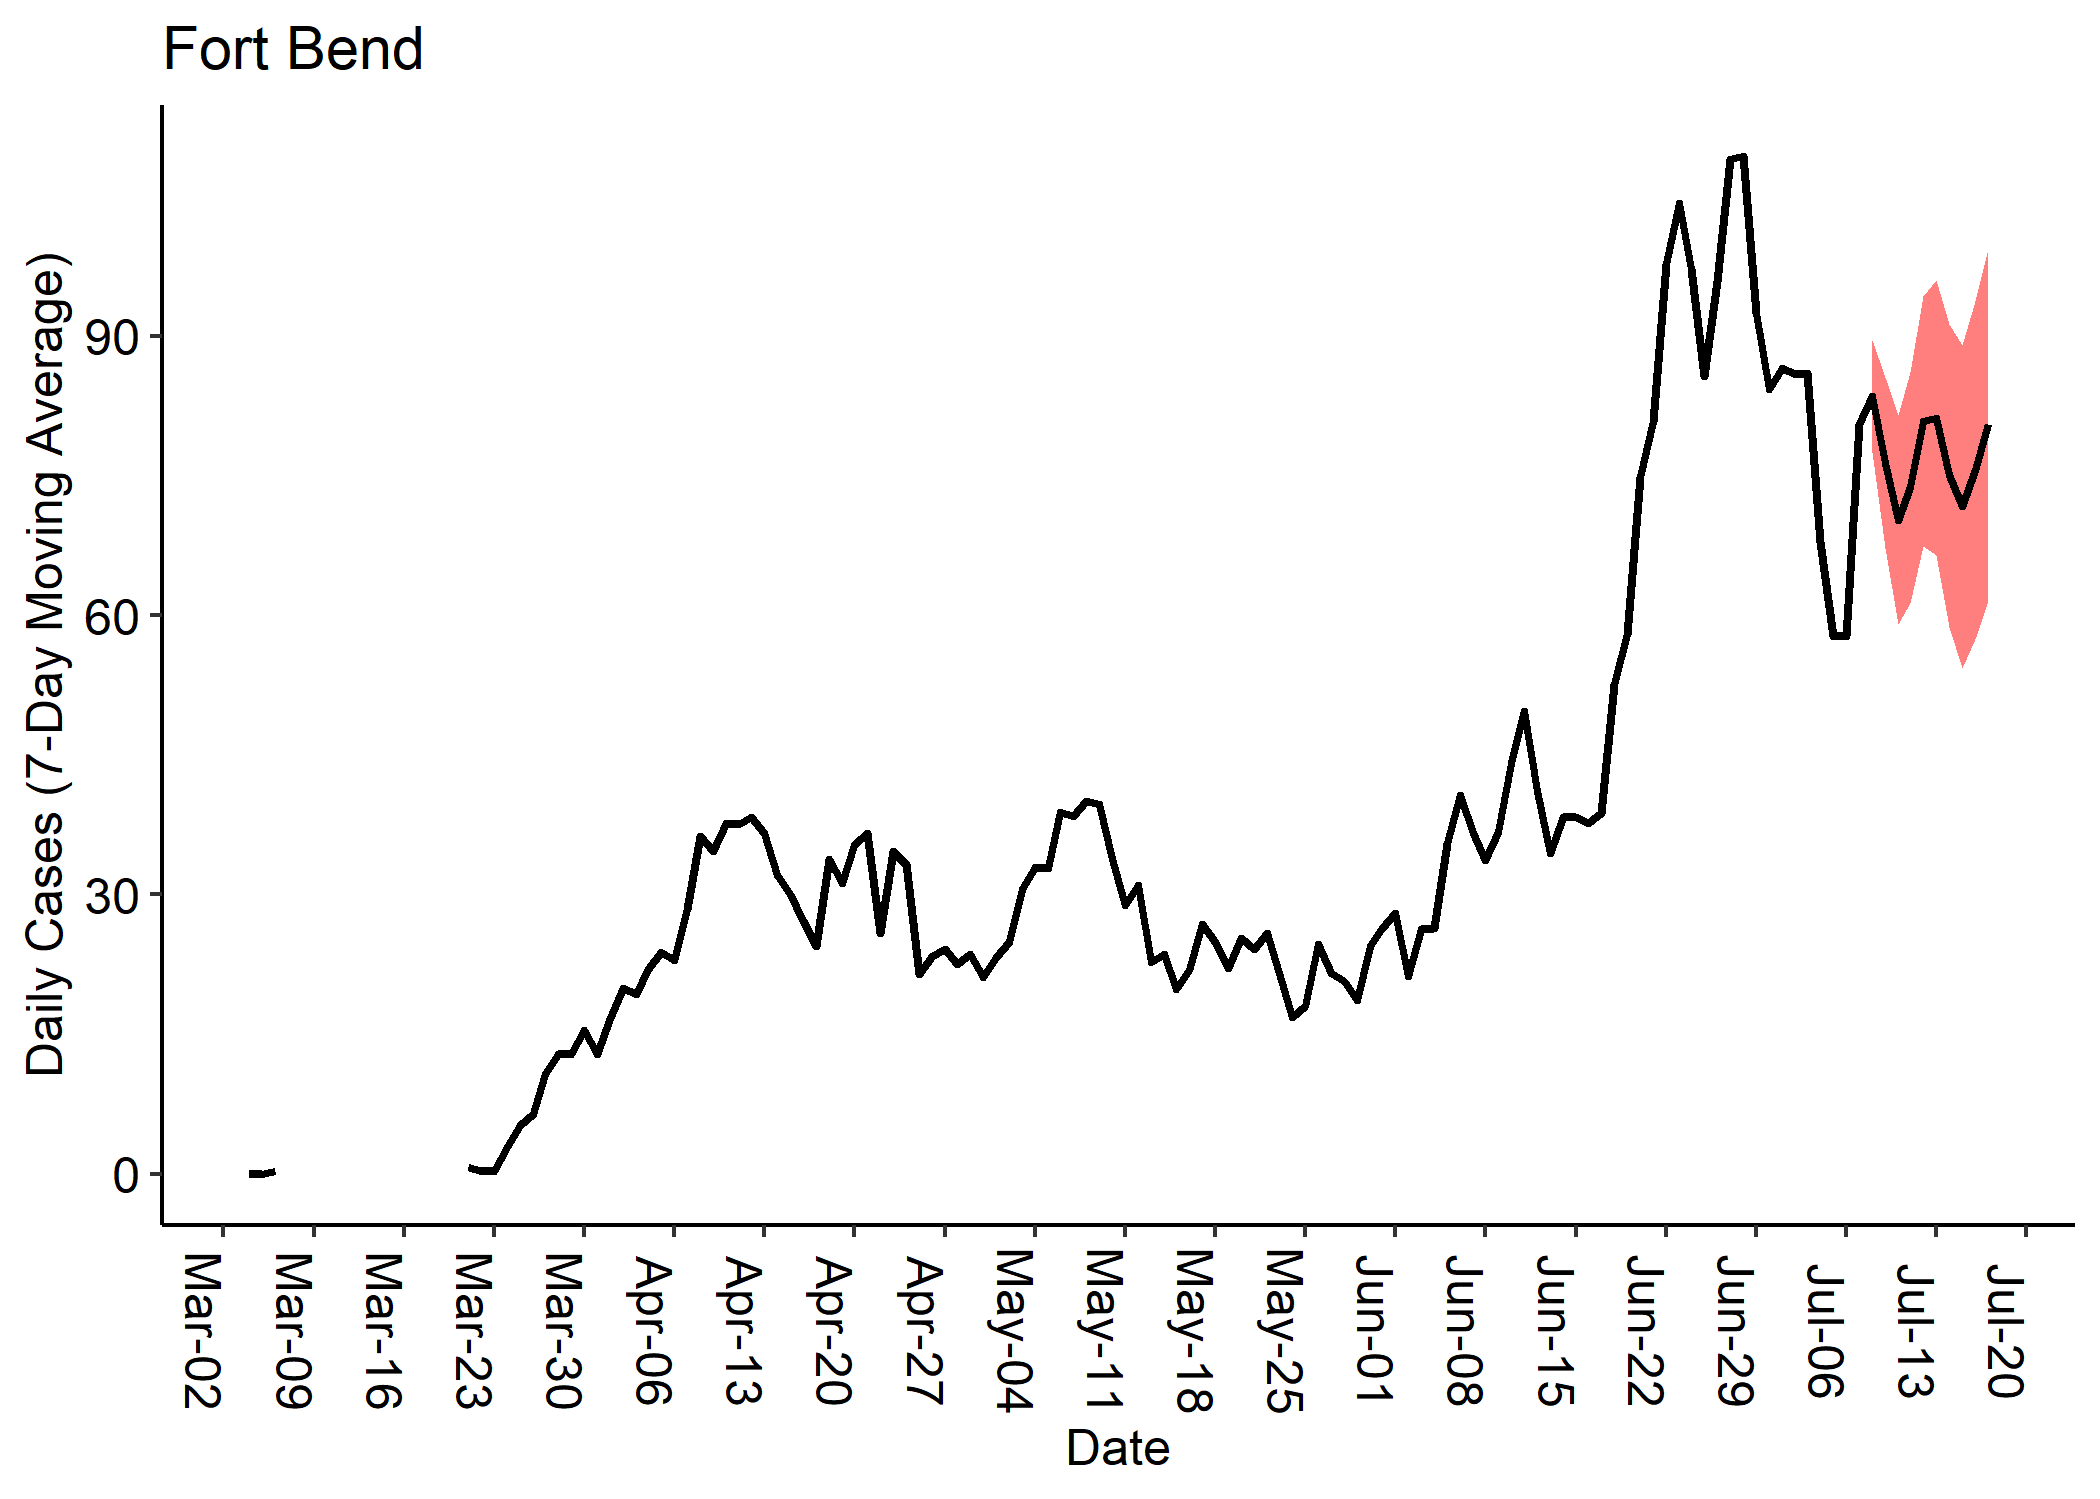 Fort Bend
Daily Cases (7-Day Moving Average)
90
60
30
0
Mar-02
Mar-09
Mar-16
Mar-23
Mar-30
Apr-06
Apr-13
Apr-20
Apr-27
May-04
May-11
May-18
May-25
Jun-01
Jun-08
Jun-15
Jun-22
Jun-29
Jul-06
Jul-13
Jul-20
Date